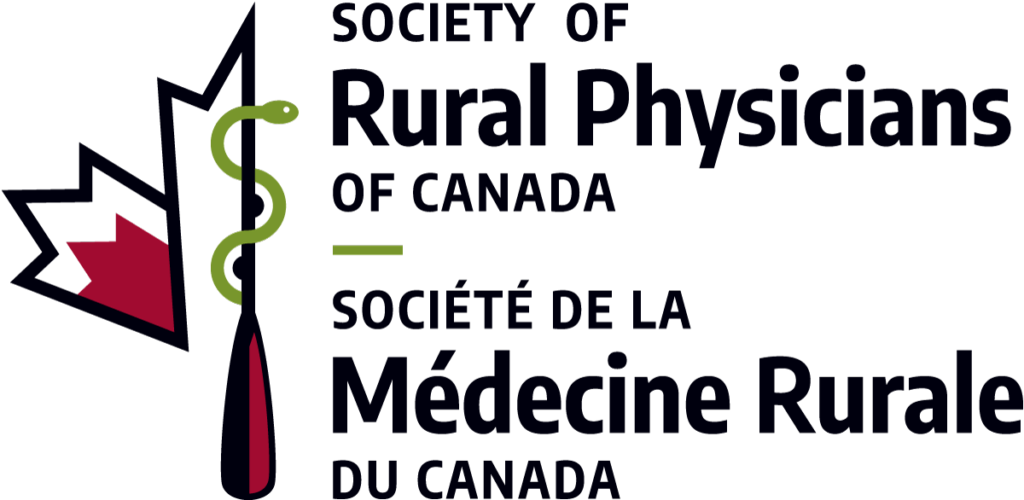 SOCIETY OF
Rural Physicians
OF CANADA
SOCIÉTÉ DE LA
Médecine Rurale
DU CANADA